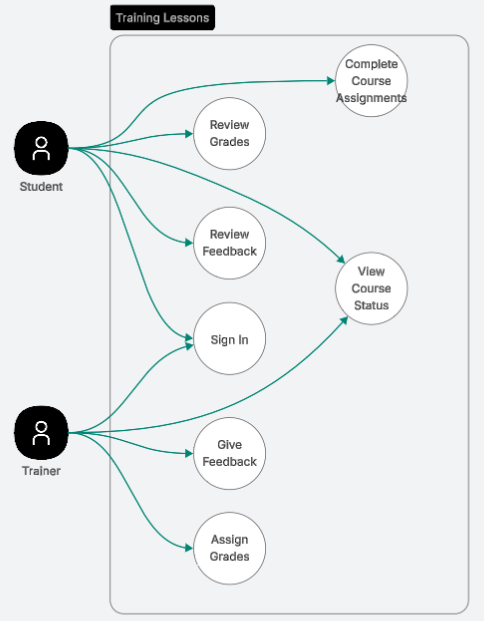 Training Lessons
Complete
Course
Assignments
Review
Grades
Student
Review
Feedback
View
Course
Status
Sign In
Trainer
Give
Feedback
Assign
Grades